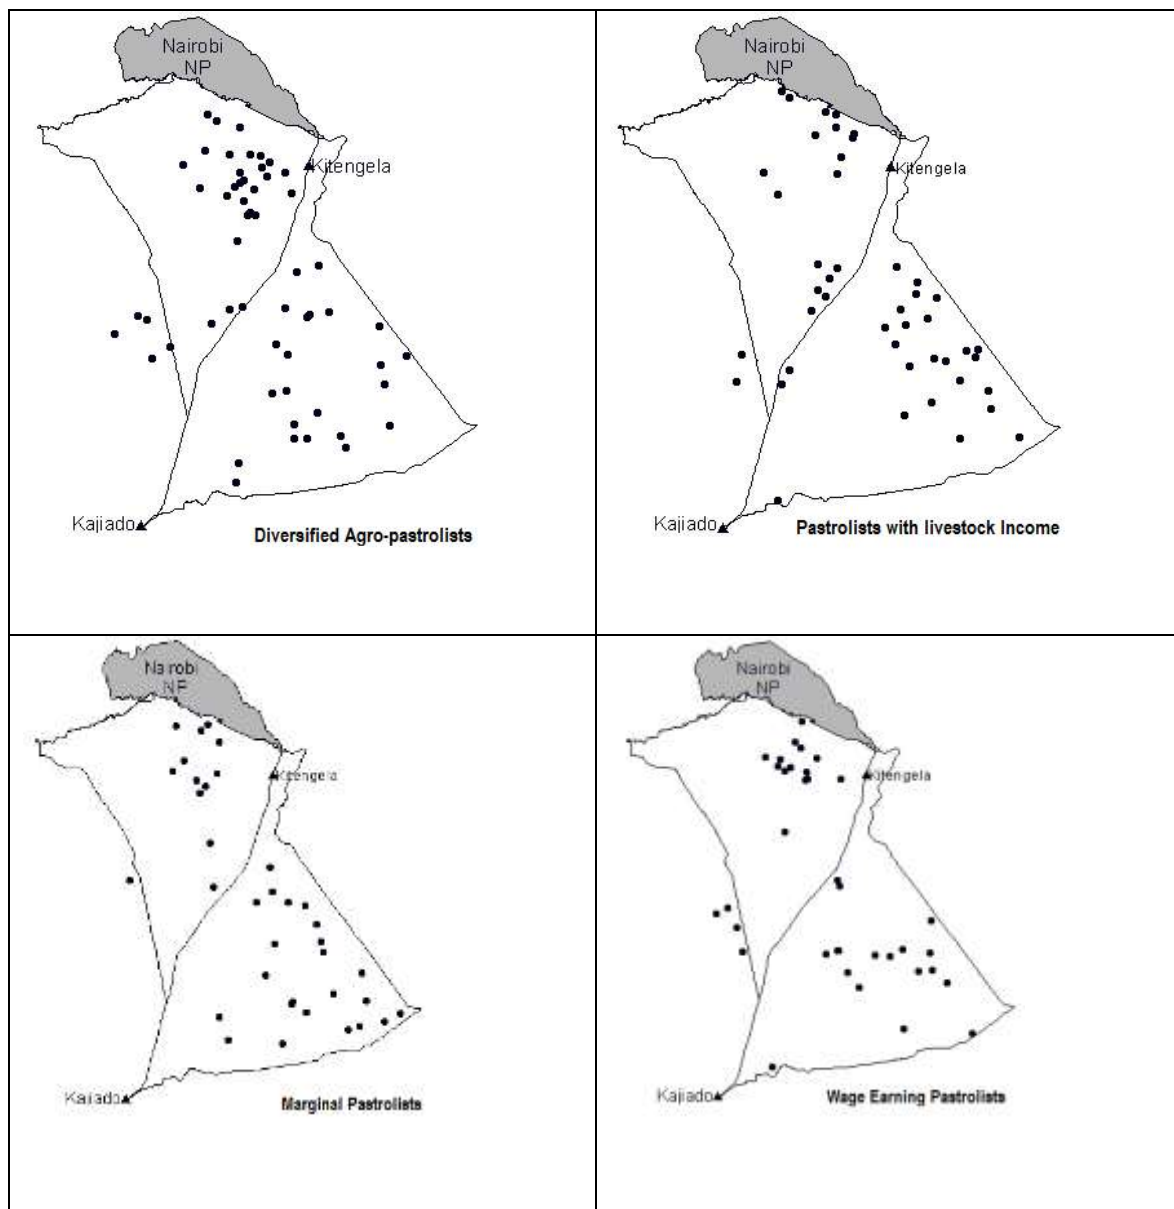 Nairobi
NP
Kitengela
Kajiado
Diversified Agro-pastrolists
Nairobi
NP
Kitengela
Kajiado
Pastrolists with livestock Income
Nairobi
NP
Kitengela
Kajiado
Marginal Pastrolists
Nairobi
NP
Kitengela
Kajiado
Wage Earning Pastrolists